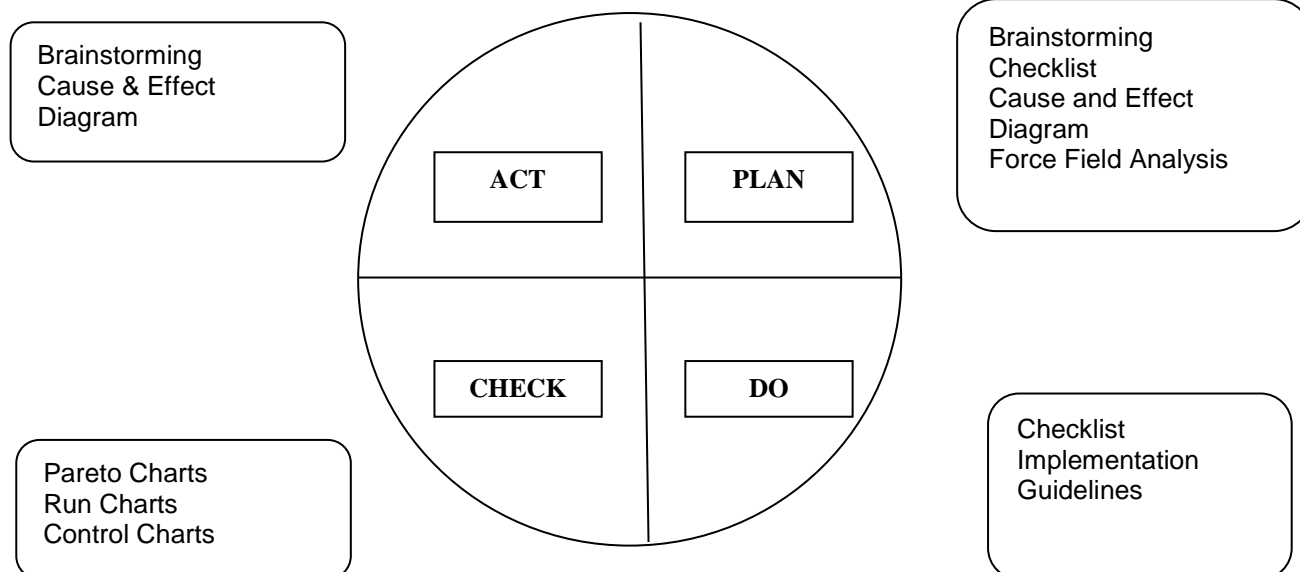 Brainstorming
Cause & Effect
Diagram
Brainstorming
Checklist
Cause and Effect
Diagram
Force Field Analysis
ACT
PLAN
CHECK
DO
Pareto Charts
Run Charts
Control Charts
Checklist
Implementation
Guidelines